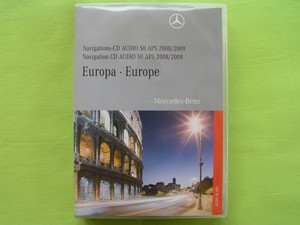 Navigations-CD AUDIO 50 APS 2008/2009
Navigation CD AUDIO 50 APS 2008/2009
Europa · Europe
Mercedes-Benz